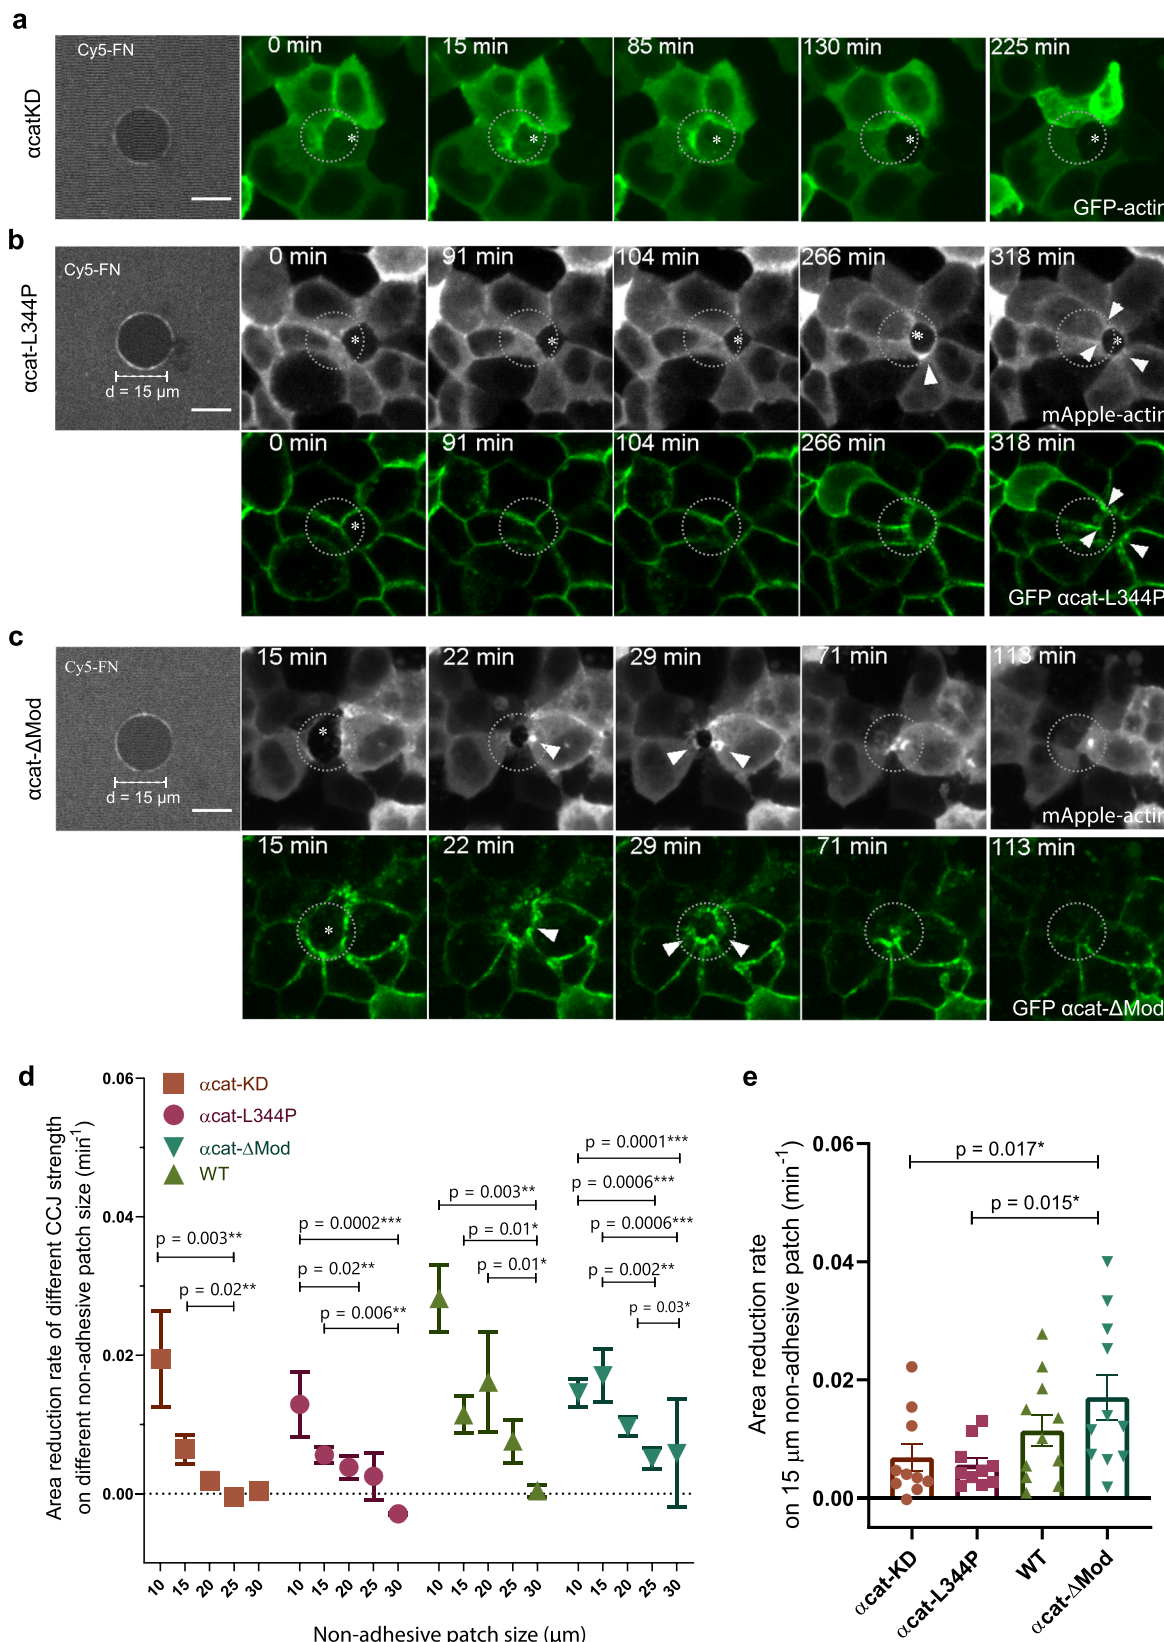 a
αcatKD
Cy5-FN
0 min
15 min
85 min
130 min
225 min
*
*
*
*
*
GFP-actin
b
αcat-L344P
Cy5-FN
d = 15 μm
0 min
91 min
104 min
266 min
318 min
*
*
*
**
*
mApple-actin
0 min
91 min
104 min
266 min
318 min
*
GFP αcat-L344P
c
αcat-ΔMod
Cy5-FN
d = 15 μm
15 min
22 min
29 min
71 min
113 min
*
mApple-actin
15 min
22 min
29 min
71 min
113 min
*
GFP αcat-ΔMod
d
Area reduction rate of different CCJ strength
on different non-adhesive patch size (min⁻¹)
0.06
0.04
0.02
0.00
αcat-KD
αcat-L344P
αcat-ΔMod
WT
p = 0.003**
p = 0.02**
p = 0.0002***
p = 0.02**
p = 0.006**
p = 0.003**
p = 0.01*
p = 0.01*
p = 0.0001***
p = 0.0006***
p = 0.0006***
p = 0.002**
p = 0.03*
10 15 20 25 30 10 15 20 25 30 10 15 20 25 30 10 15 20 25 30
Non-adhesive patch size (μm)
e
Area reduction rate
on 15 μm non-adhesive patch (min⁻¹)
0.06
0.04
0.02
0.00
p = 0.017*
p = 0.015*
αcat-KD
αcat-L344P
WT
αcat-ΔMod